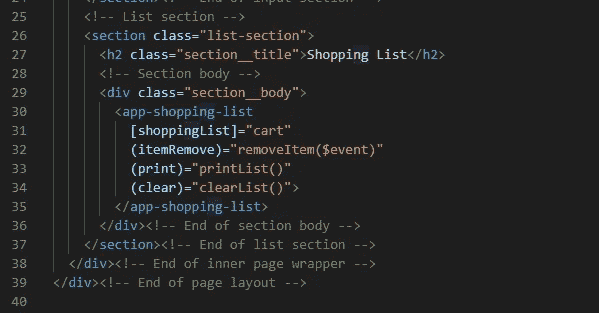 24 </section><!-- End of input section -->
25 <!-- List section -->
26 <section class="list-section">
27 <h2 class="section__title">Shopping List</h2>
28 <!-- Section body -->
29 <div class="section__body">
30 <app-shopping-list
31 [shoppingList]="cart"
32 (itemRemove)="removeItem($event)"
33 (print)="printList()"
34 (clear)="clearList()">
35 </app-shopping-list>
36 </div><!-- End of section body -->
37 </section><!-- End of list section -->
38 </div><!-- End of inner page wrapper -->
39 </div><!-- End of page layout -->
40